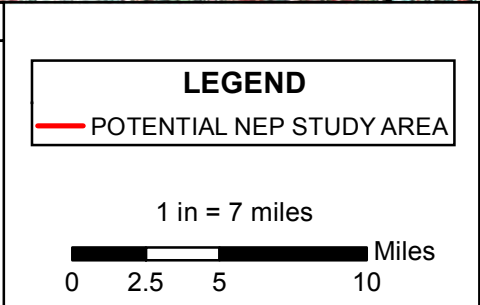 LEGEND
POTENTIAL NEP STUDY AREA
1 in = 7 miles
Miles
0 2.5 5 10